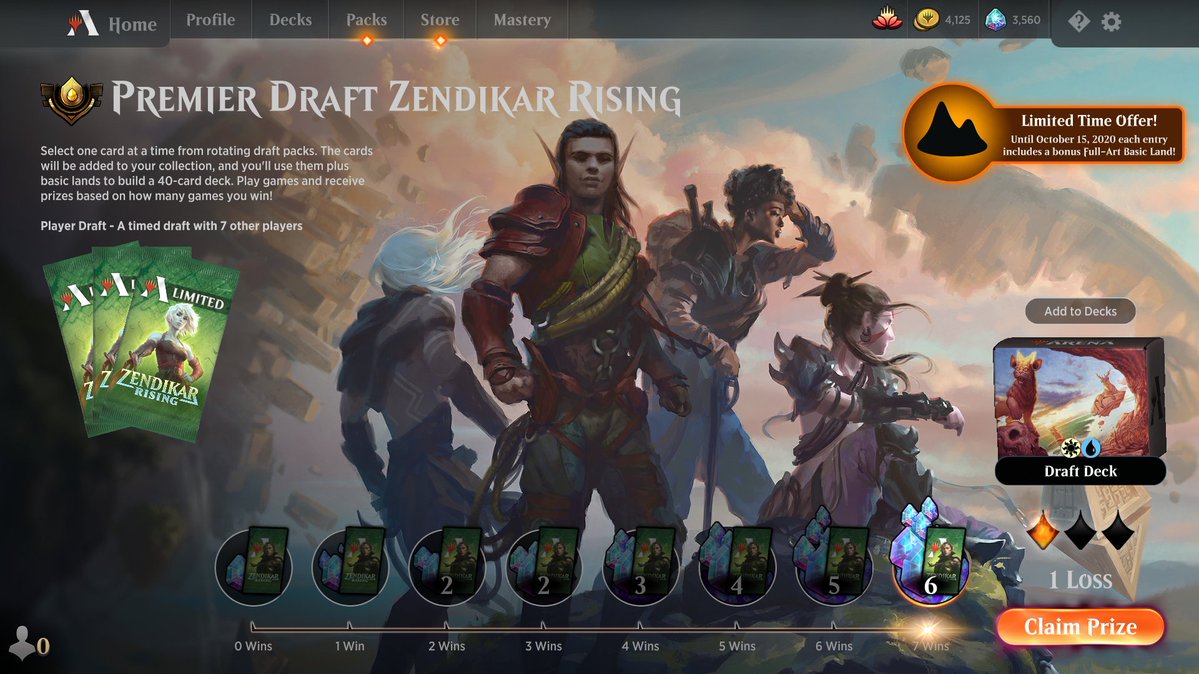 Home
Profile
Decks
Packs
Store
Mastery
4,125
3,560
PREMIER DRAFT ZENDIKAR RISING
Select one card at a time from rotating draft packs. The cards
will be added to your collection, and you'll use them plus
basic lands to build a 40-card deck. Play games and receive
prizes based on how many games you win!
Player Draft - A timed draft with 7 other players
Limited Time Offer!
Until October 15, 2020 each entry
includes a bonus Full-Art Basic Land!
LIMITED
ZENDIKAR
RISING
Add to Decks
ARENA
Draft Deck
1 LOSS
Claim Prize
2
2
3
4
5
6
0 Wins
1 Win
2 Wins
3 Wins
4 Wins
5 Wins
6 Wins
7 Wins
0